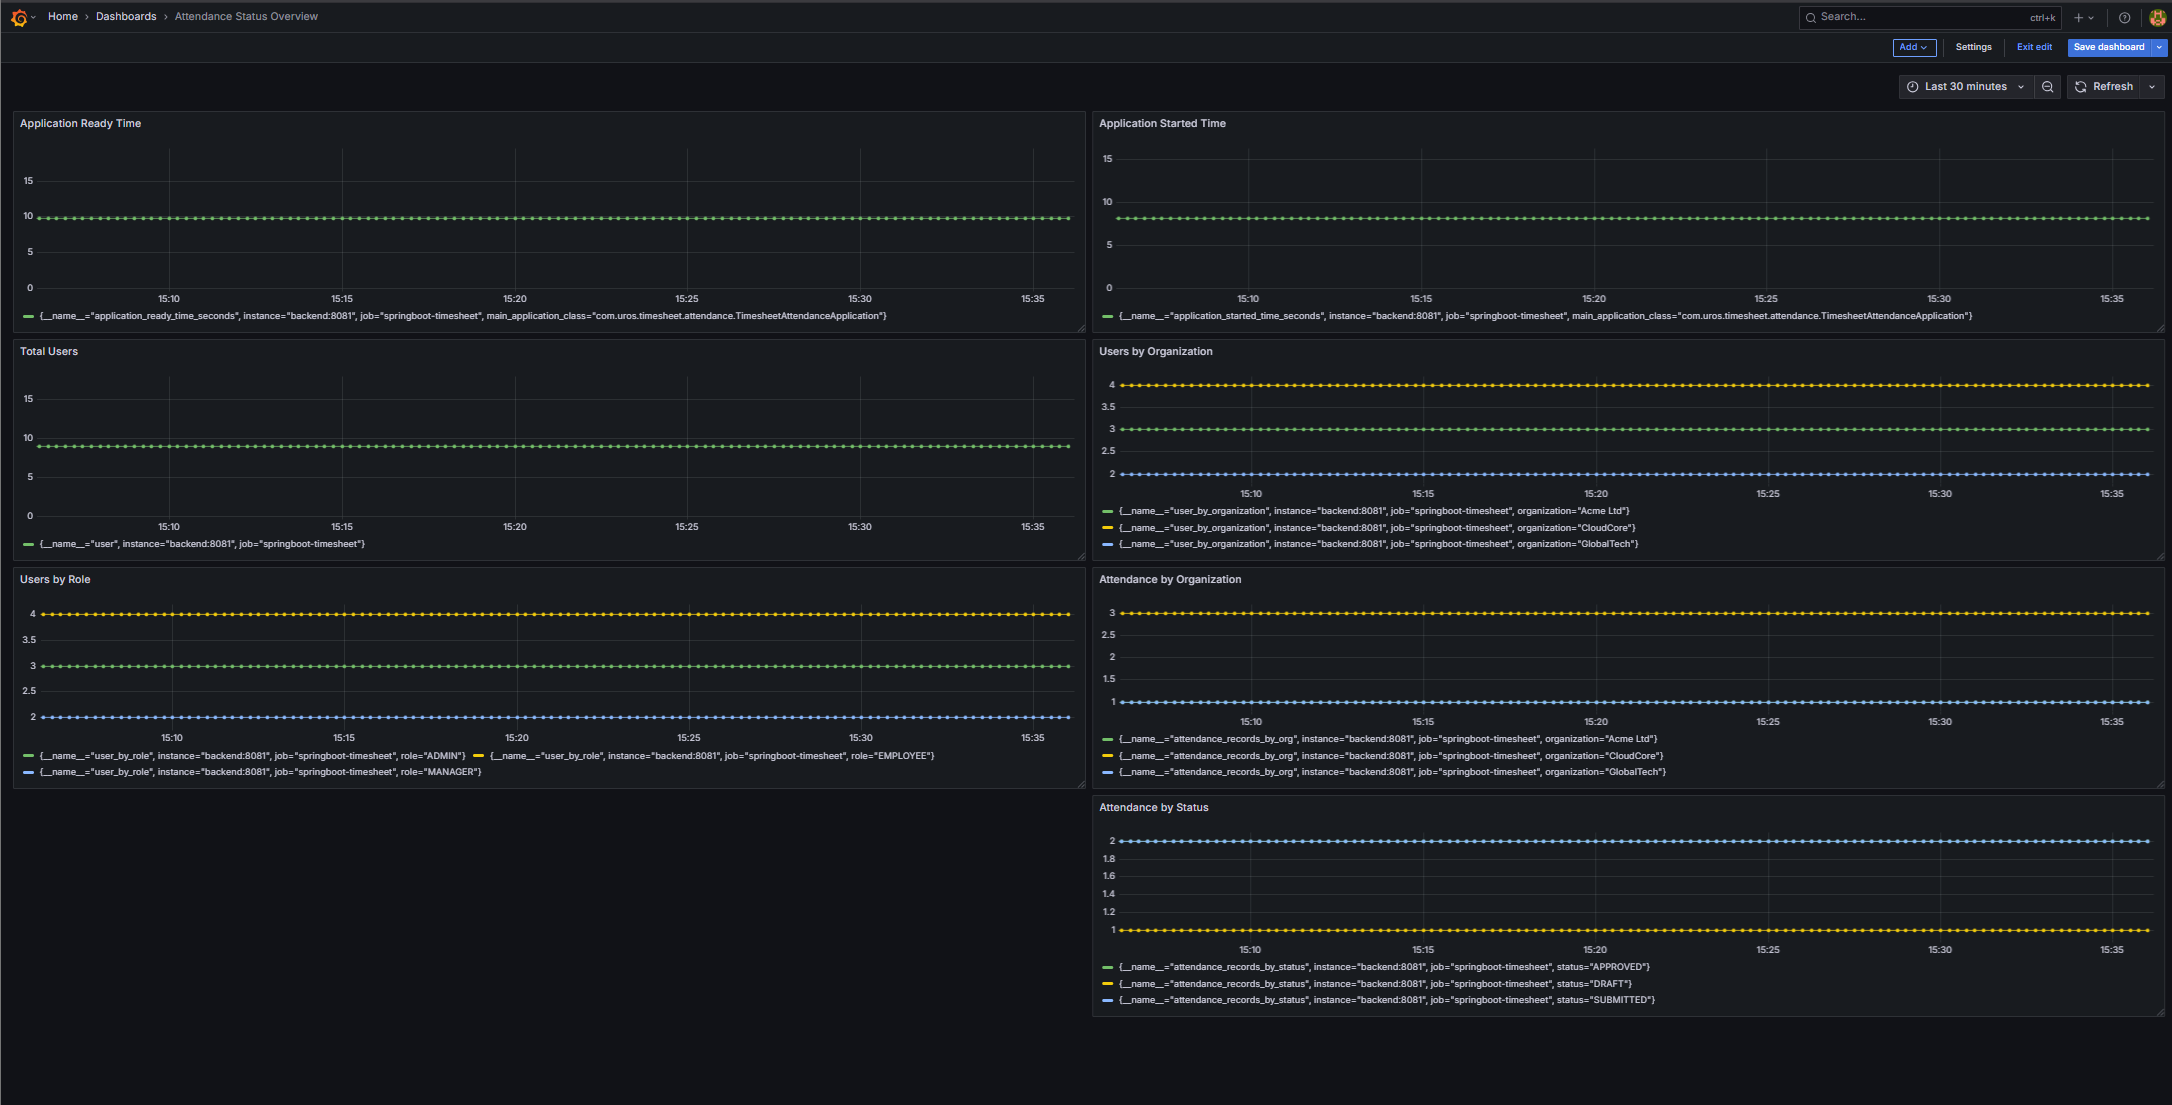 Home › Dashboards › Attendance Status Overview
Search... ctrl+k
Add Settings Exit edit Save dashboard
Last 30 minutes Refresh
Application Ready Time
15
10
5
0
15:10 15:15 15:20 15:25 15:30 15:35
{__name__="application_ready_time_seconds", instance="backend:8081", job="springboot-timesheet", main_application_class="com.uros.timesheet.attendance.TimesheetAttendanceApplication"}
Application Started Time
15
10
5
0
15:10 15:15 15:20 15:25 15:30 15:35
{__name__="application_started_time_seconds", instance="backend:8081", job="springboot-timesheet", main_application_class="com.uros.timesheet.attendance.TimesheetAttendanceApplication"}
Total Users
15
10
5
0
15:10 15:15 15:20 15:25 15:30 15:35
{__name__="user", instance="backend:8081", job="springboot-timesheet"}
Users by Organization
4
3.5
3
2.5
2
15:10 15:15 15:20 15:25 15:30 15:35
{__name__="user_by_organization", instance="backend:8081", job="springboot-timesheet", organization="Acme Ltd"}
{__name__="user_by_organization", instance="backend:8081", job="springboot-timesheet", organization="CloudCore"}
{__name__="user_by_organization", instance="backend:8081", job="springboot-timesheet", organization="GlobalTech"}
Users by Role
4
3.5
3
2.5
2
15:10 15:15 15:20 15:25 15:30 15:35
{__name__="user_by_role", instance="backend:8081", job="springboot-timesheet", role="ADMIN"} {__name__="user_by_role", instance="backend:8081", job="springboot-timesheet", role="EMPLOYEE"}
{__name__="user_by_role", instance="backend:8081", job="springboot-timesheet", role="MANAGER"}
Attendance by Organization
3
2.5
2
1.5
1
15:10 15:15 15:20 15:25 15:30 15:35
{__name__="attendance_records_by_org", instance="backend:8081", job="springboot-timesheet", organization="Acme Ltd"}
{__name__="attendance_records_by_org", instance="backend:8081", job="springboot-timesheet", organization="CloudCore"}
{__name__="attendance_records_by_org", instance="backend:8081", job="springboot-timesheet", organization="GlobalTech"}
Attendance by Status
2
1.8
1.6
1.4
1.2
1
15:10 15:15 15:20 15:25 15:30 15:35
{__name__="attendance_records_by_status", instance="backend:8081", job="springboot-timesheet", status="APPROVED"}
{__name__="attendance_records_by_status", instance="backend:8081", job="springboot-timesheet", status="DRAFT"}
{__name__="attendance_records_by_status", instance="backend:8081", job="springboot-timesheet", status="SUBMITTED"}